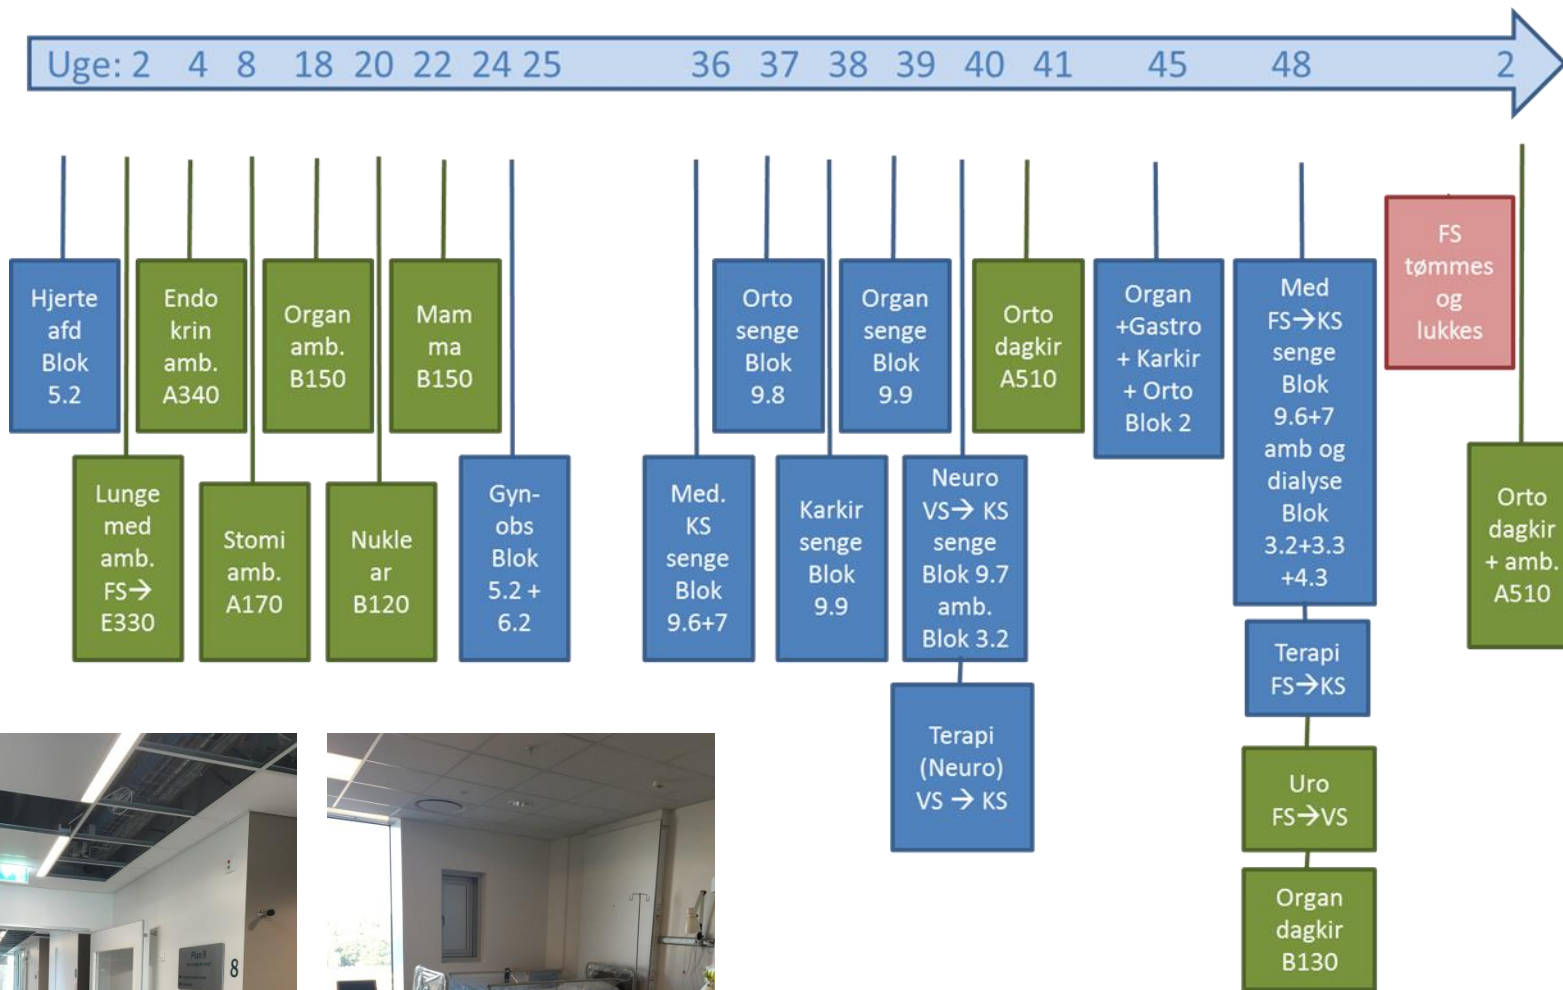 Uge: 2 4 8 18 20 22 24 25 36 37 38 39 40 41 45 48 2
Hjerte
afd
Blok
5.2
Lunge
med
amb.
FS→
E330
Endo
krin
amb.
A340
Stomi
amb.
A170
Organ
amb.
B150
Nukle
ar
B120
Mam
ma
B150
Gyn-
obs
Blok
5.2 +
6.2
Med.
KS
senge
Blok
9.6+7
Orto
senge
Blok
9.8
Karkir
senge
Blok
9.9
Organ
senge
Blok
9.9
Neuro
VS→ KS
senge
Blok 9.7
amb.
Blok 3.2
Terapi
(Neuro)
VS → KS
Orto
dagkir
A510
Organ
+Gastro
+ Karkir
+ Orto
Blok 2
Med
FS→KS
senge
Blok
9.6+7
amb og
dialyse
Blok
3.2+3.3
+4.3
Terapi
FS→KS
Uro
FS→VS
Organ
dagkir
B130
FS
tømmes
og
lukkes
Orto
dagkir
+ amb.
A510
Plan 9
8